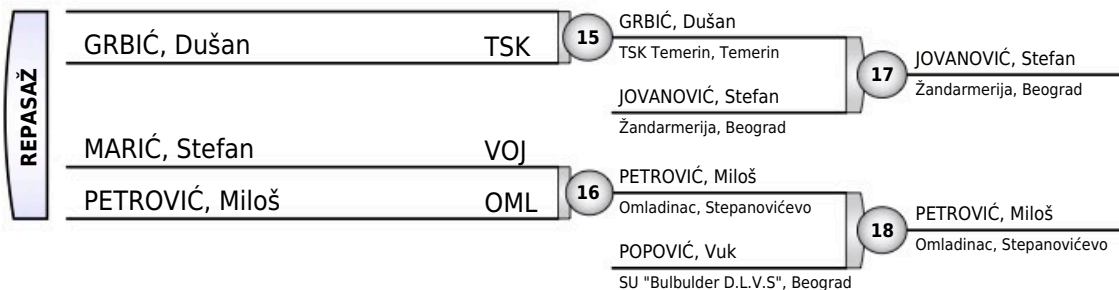 REPASAŽ
GRBIĆ, Dušan TSK
MARIĆ, Stefan VOJ
PETROVIĆ, Miloš OML
15
GRBIĆ, Dušan
TSK Temerin, Temerin
JOVANOVIĆ, Stefan
Žandarmerija, Beograd
16
PETROVIĆ, Miloš
Omladinac, Stepanovićevo
POPOVIĆ, Vuk
SU "Bulbulder D.L.V.S", Beograd
17
JOVANOVIĆ, Stefan
Žandarmerija, Beograd
18
PETROVIĆ, Miloš
Omladinac, Stepanovićevo